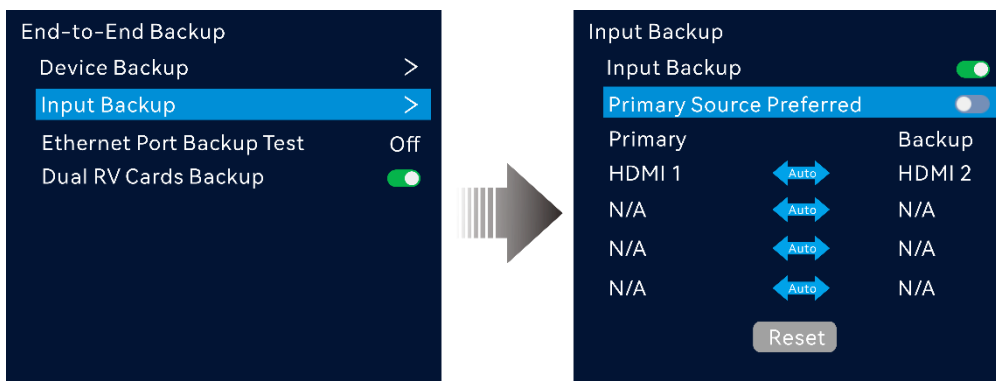 End-to-End Backup
Device Backup >
Input Backup >
Ethernet Port Backup Test Off
Dual RV Cards Backup
Input Backup
Input Backup
Primary Source Preferred
Primary Backup
HDMI 1 Auto HDMI 2
N/A Auto N/A
N/A Auto N/A
N/A Auto N/A
Reset